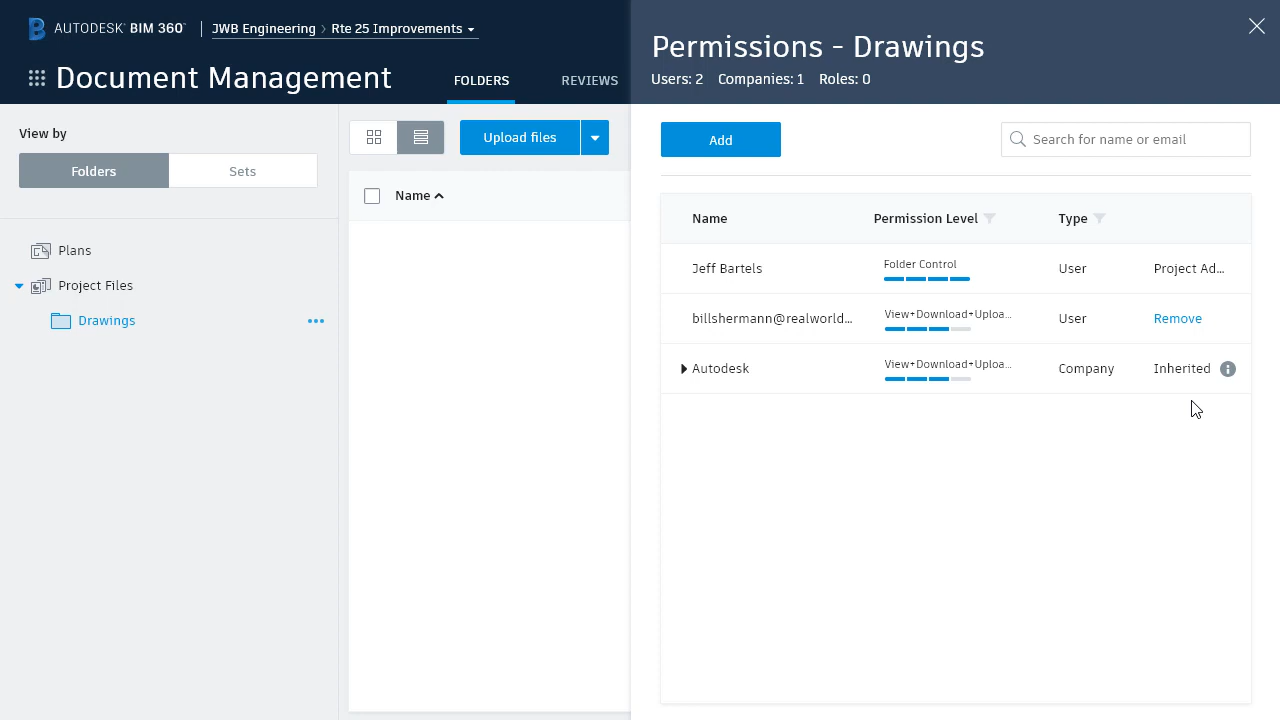 AUTODESK® BIM 360® JWB Engineering › Rte 25 Improvements
Document Management FOLDERS REVIEWS
Permissions - Drawings
Users: 2 Companies: 1 Roles: 0
View by
Folders Sets
Plans
Project Files
Drawings
Upload files
Name
Add
Search for name or email
Name Permission Level Type
Jeff Bartels Folder Control User Project Ad...
billshermann@realworld... View+Download+Uploa... User Remove
Autodesk View+Download+Uploa... Company Inherited